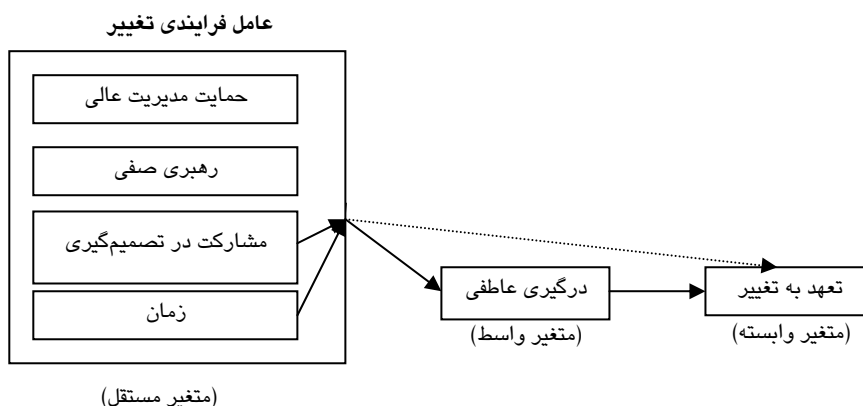 عامل فرایندی تغییر
حمایت مدیریت عالی
رهبری صفی
مشارکت در تصمیم‌گیری
زمان
(متغیر مستقل)
درگیری عاطفی
(متغیر واسط)
تعهد به تغییر
(متغیر وابسته)